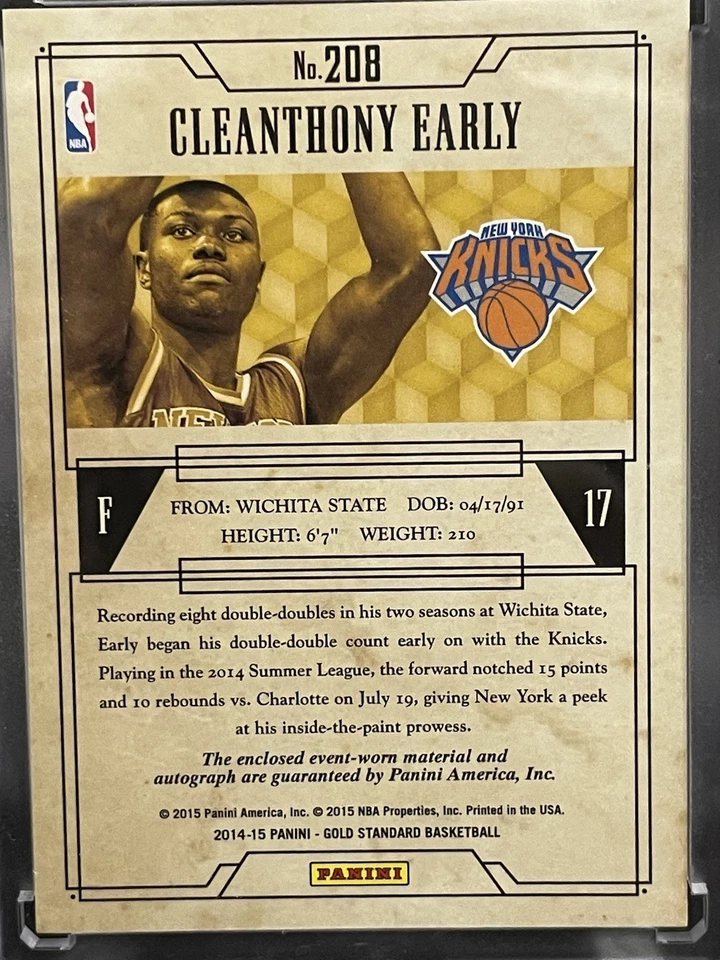 No.208
NBA
CLEANTHONY EARLY
NEW YORK
KNICKS
NEW
F
FROM: WICHITA STATE DOB: 04/17/91
HEIGHT: 6'7" WEIGHT: 210
17
Recording eight double-doubles in his two seasons at Wichita State,
Early began his double-double count early on with the Knicks.
Playing in the 2014 Summer League, the forward notched 15 points
and 10 rebounds vs. Charlotte on July 19, giving New York a peek
at his inside-the-paint prowess.
The enclosed event-worn material and
autograph are guaranteed by Panini America, Inc.
© 2015 Panini America, Inc. © 2015 NBA Properties, Inc. Printed in the USA.
2014-15 PANINI - GOLD STANDARD BASKETBALL
PANINI